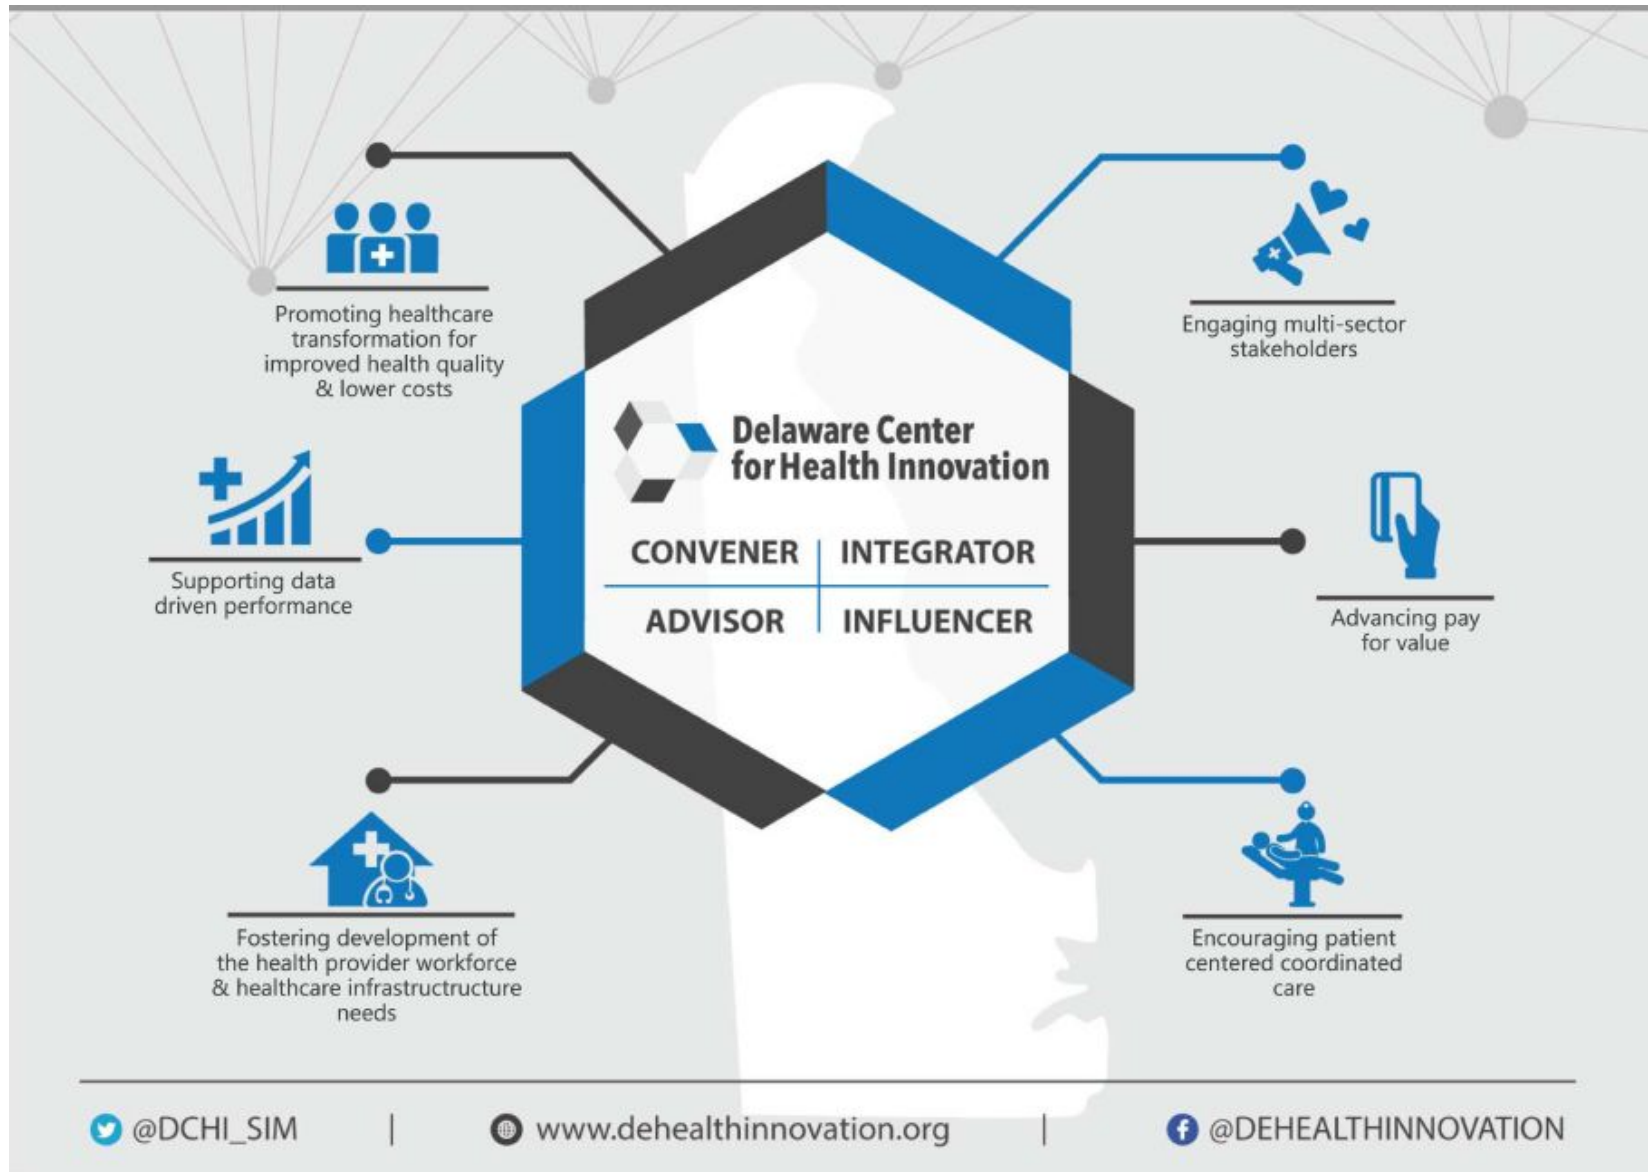 Promoting healthcare
transformation for
improved health quality
& lower costs
Engaging multi-sector
stakeholders
Delaware Center
for Health Innovation
CONVENER
INTEGRATOR
ADVISOR
INFLUENCER
Supporting data
driven performance
Advancing pay
for value
Fostering development of
the health provider workforce
& healthcare infrastructructure
needs
Encouraging patient
centered coordinated
care
@DCHI_SIM
www.dehealthinnovation.org
@DEHEALTHINNOVATION